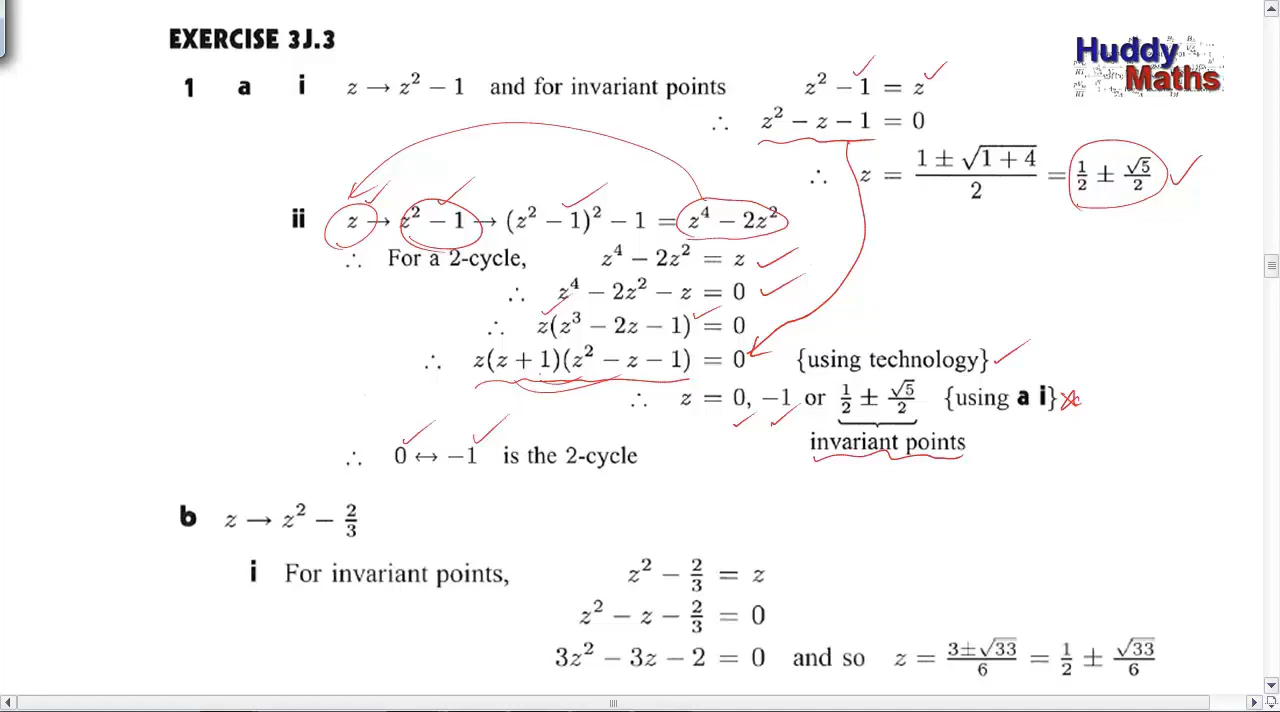 EXERCISE 3J.3
Huddy
Maths
1 a i z → z² − 1 and for invariant points z² − 1 = z
∴ z² − z − 1 = 0
∴ z = (1 ± √(1 + 4))/2 = 1/2 ± √5/2
ii z → z² − 1 → (z² − 1)² − 1 = z⁴ − 2z²
∴ For a 2-cycle, z⁴ − 2z² = z
∴ z⁴ − 2z² − z = 0
∴ z(z³ − 2z − 1) = 0
∴ z(z + 1)(z² − z − 1) = 0 {using technology}
∴ z = 0, −1 or 1/2 ± √5/2 {using a i}
invariant points
∴ 0 ↔ −1 is the 2-cycle
b z → z² − 2/3
i For invariant points, z² − 2/3 = z
z² − z − 2/3 = 0
3z² − 3z − 2 = 0 and so z = (3±√33)/6 = 1/2 ± √33/6